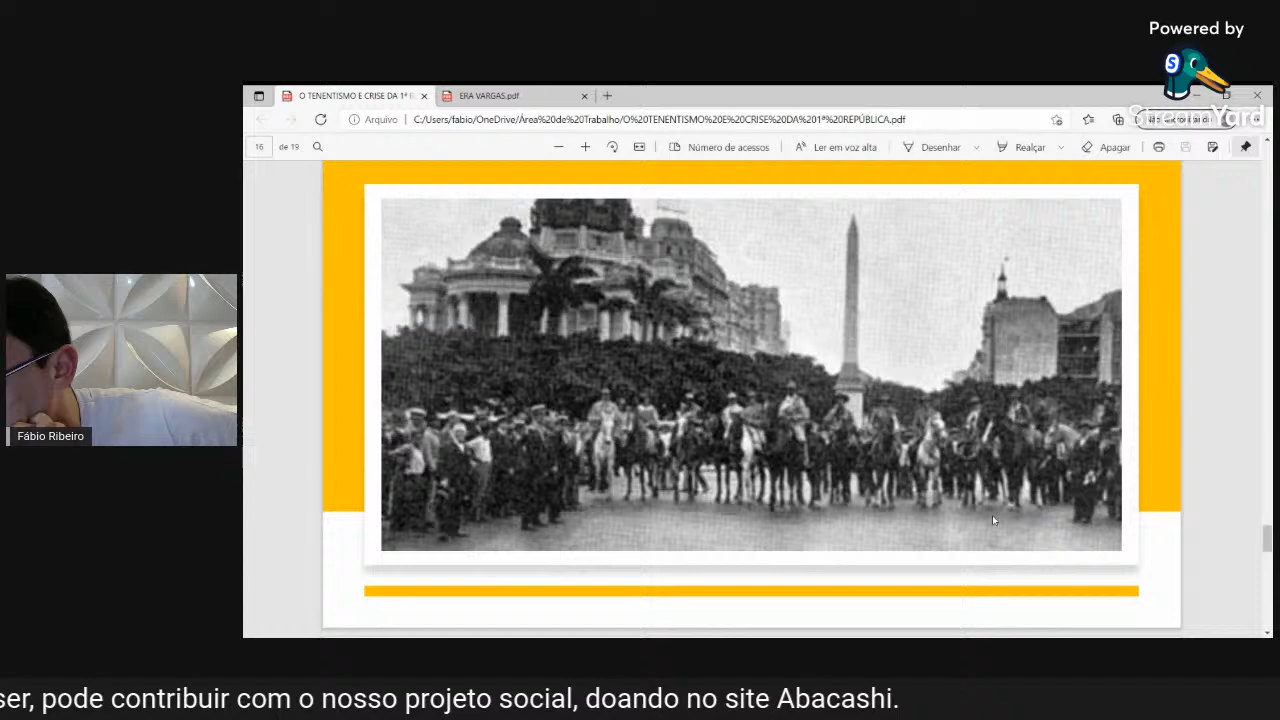 Powered by
S
StreamYard
O TENENTISMO E CRISE DA 1ª R
ERA VARGAS.pdf
Arquivo
C:/Users/fabio/OneDrive/Área%20de%20Trabalho/O%20TENENTISMO%20E%20CRISE%20DA%201ª%20REPÚBLICA.pdf
16 de 19
Número de acessos
Ler em voz alta
Desenhar
Realçar
Apagar
Fábio Ribeiro
ser, pode contribuir com o nosso projeto social, doando no site Abacashi.